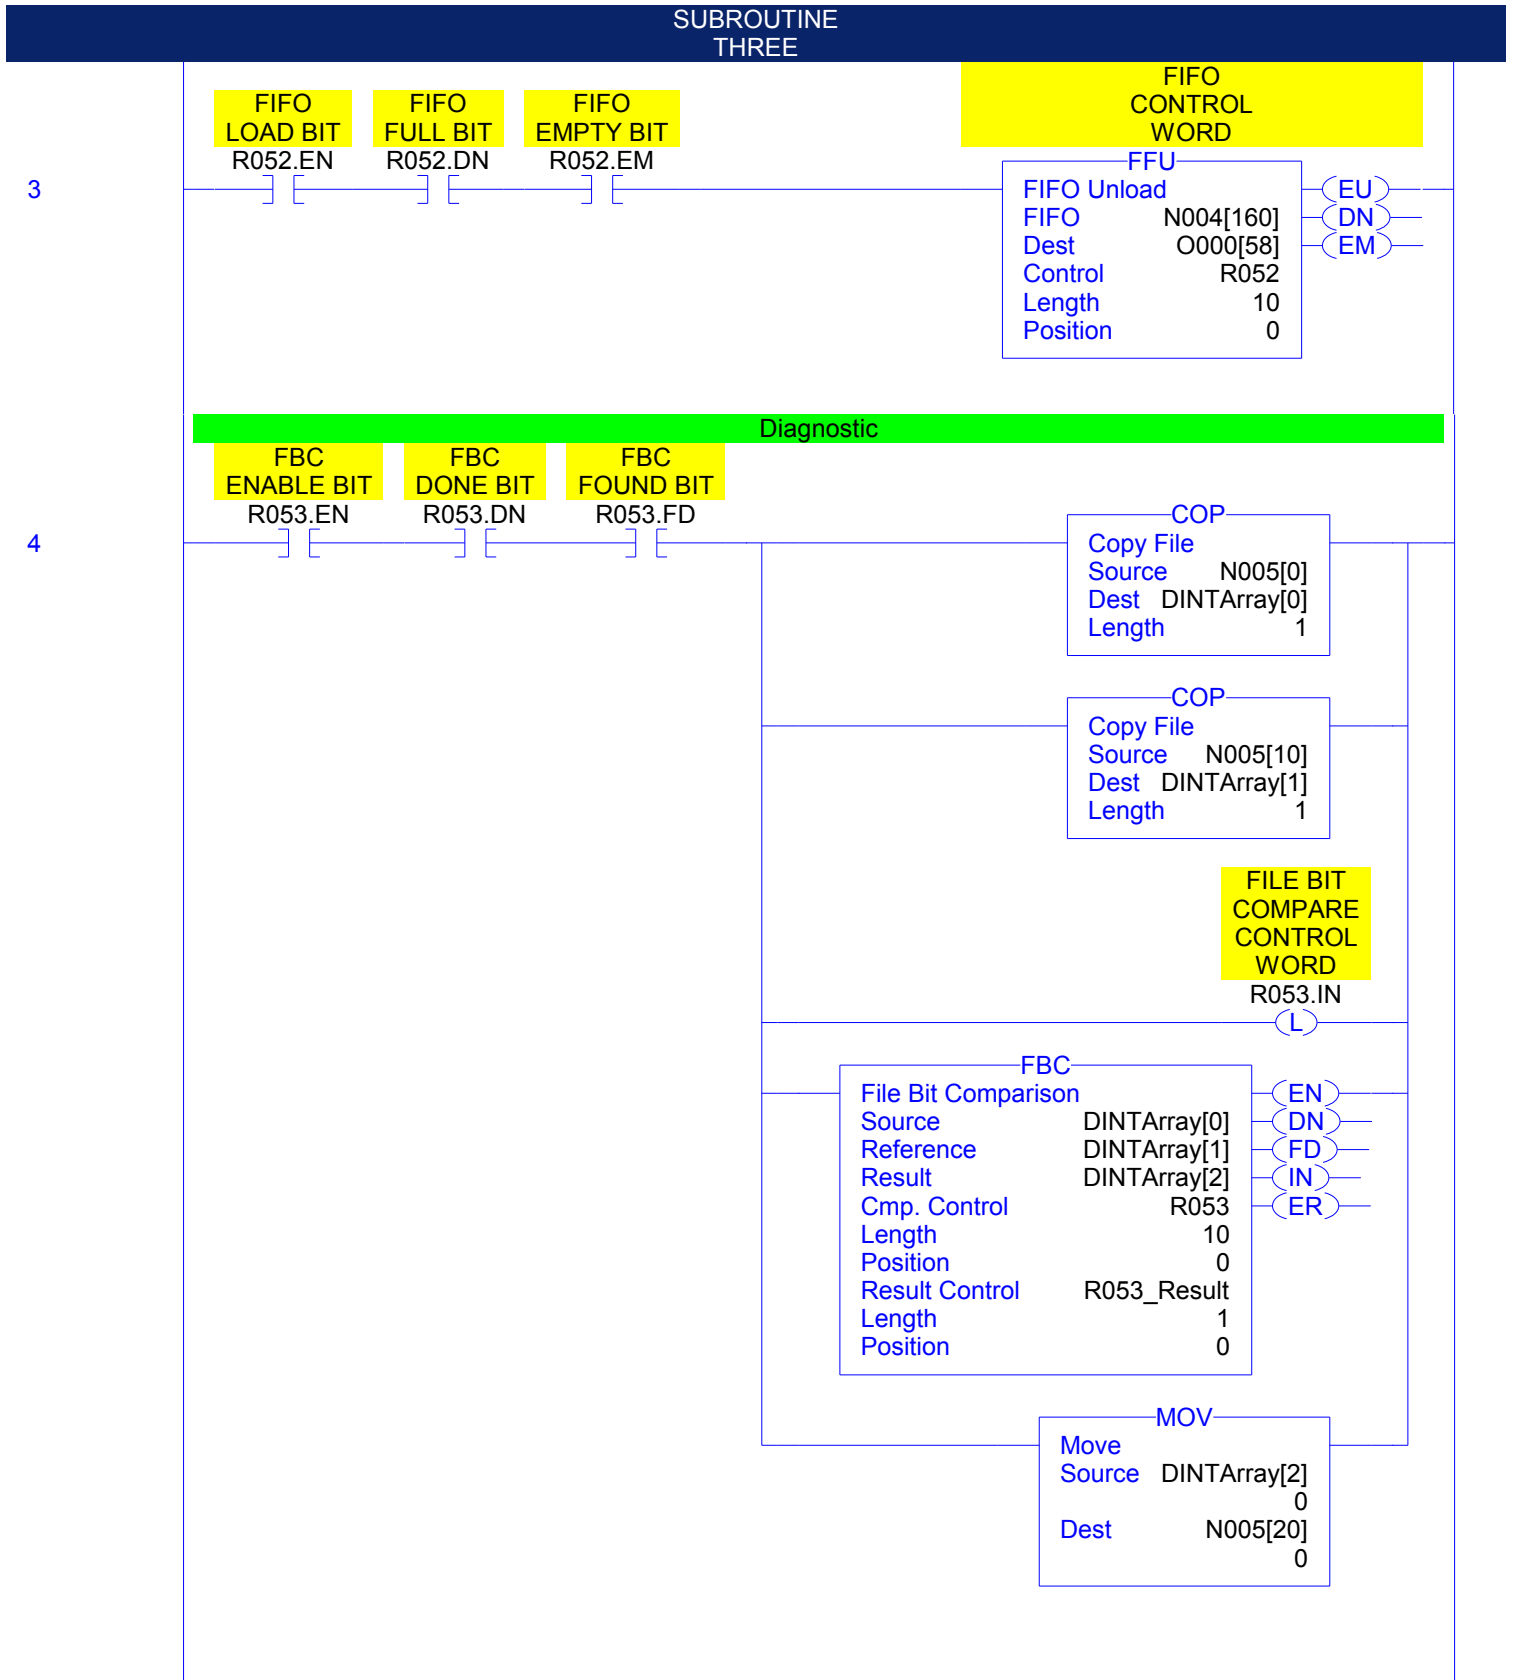 SUBROUTINE
THREE
FIFO
CONTROL
WORD
FIFO
LOAD BIT
R052.EN
FIFO
FULL BIT
R052.DN
FIFO
EMPTY BIT
R052.EM
3
FFU
FIFO Unload
FIFO N004[160]
Dest O000[58]
Control R052
Length 10
Position 0
EU
DN
EM
Diagnostic
FBC
ENABLE BIT
R053.EN
FBC
DONE BIT
R053.DN
FBC
FOUND BIT
R053.FD
4
COP
Copy File
Source N005[0]
Dest DINTArray[0]
Length 1
COP
Copy File
Source N005[10]
Dest DINTArray[1]
Length 1
FILE BIT
COMPARE
CONTROL
WORD
R053.IN
L
FBC
File Bit Comparison
Source DINTArray[0]
Reference DINTArray[1]
Result DINTArray[2]
Cmp. Control R053
Length 10
Position 0
Result Control R053_Result
Length 1
Position 0
EN
DN
FD
IN
ER
MOV
Move
Source DINTArray[2]
0
Dest N005[20]
0